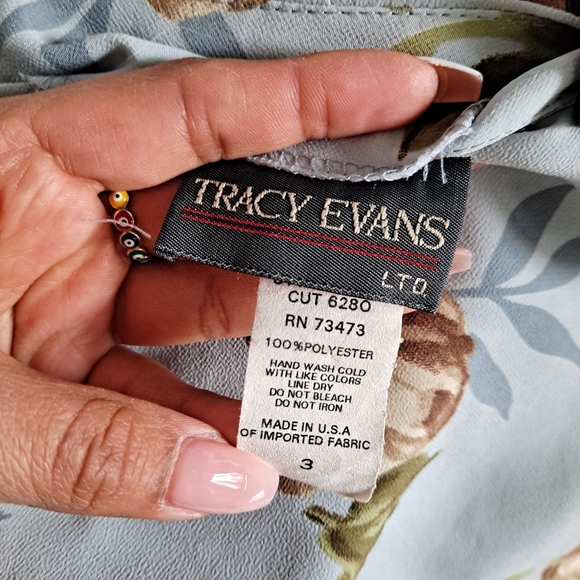 TRACY EVANS
LTD
CUT 6280
RN 73473
100%POLYESTER
HAND WASH COLD
WITH LIKE COLORS
LINE DRY
DO NOT BLEACH
DO NOT IRON
MADE IN U.S.A
OF IMPORTED FABRIC
3